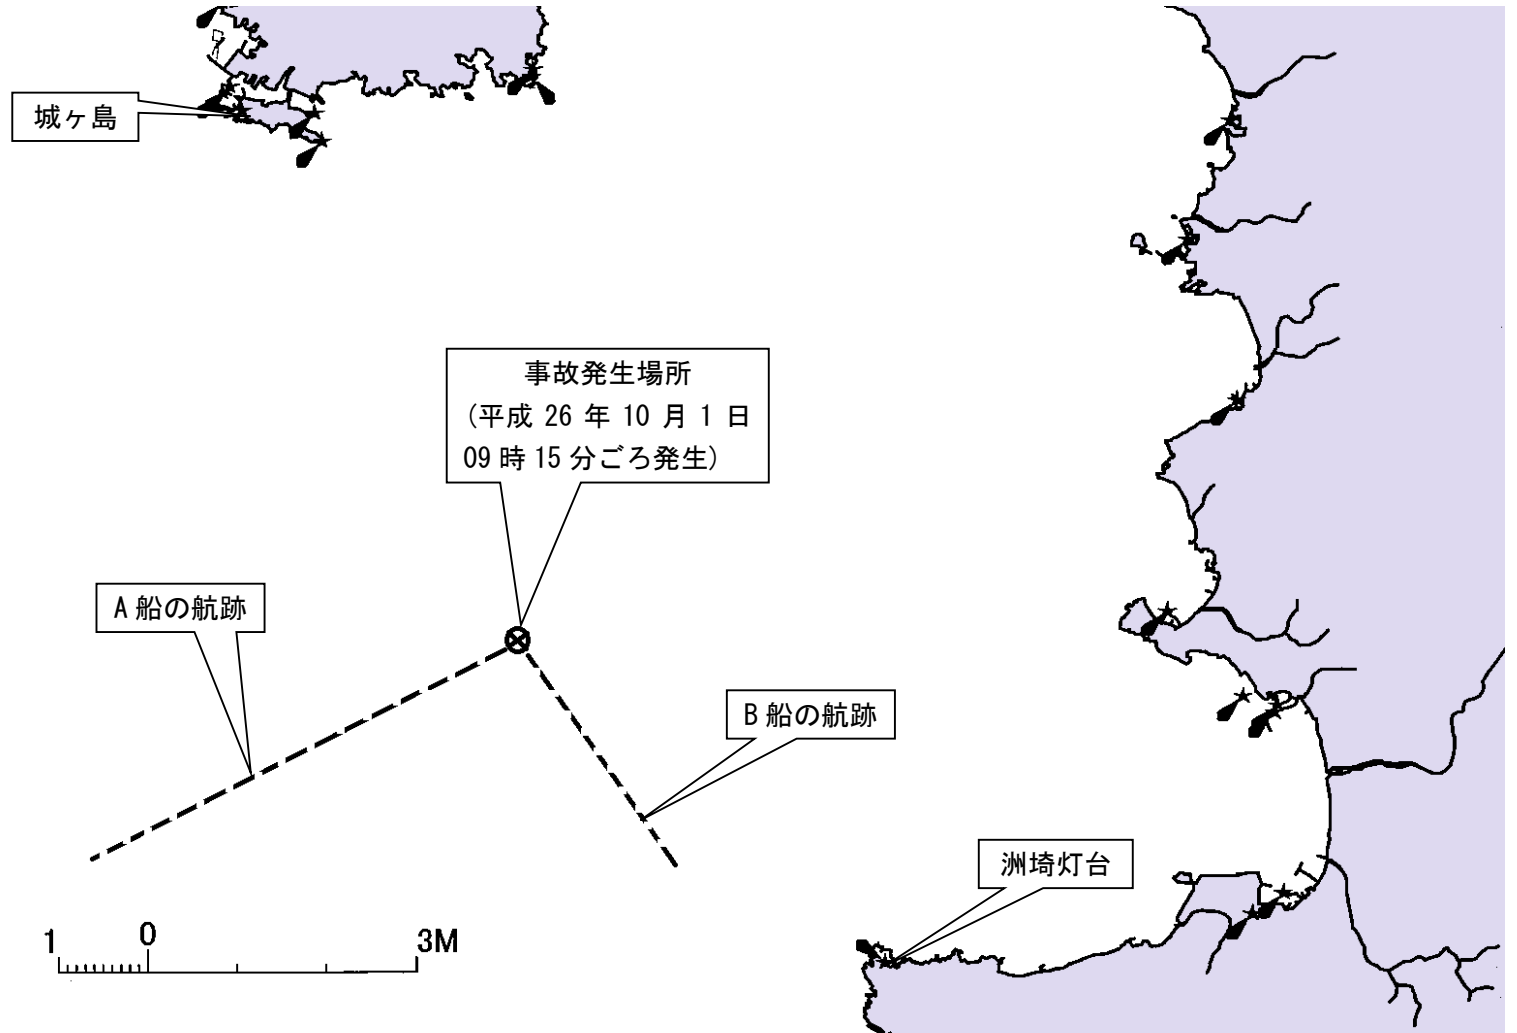 城ヶ島
事故発生場所
(平成 26 年 10 月 1 日
09 時 15 分ごろ発生)
A 船の航跡
B 船の航跡
洲埼灯台
1 0 3M